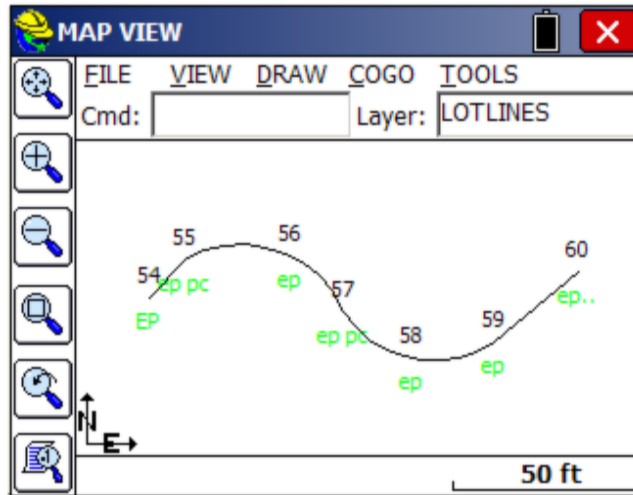 MAP VIEW
FILE VIEW DRAW COGO TOOLS
Cmd: Layer: LOTLINES
55 56 60
54 ep pc ep 57 ep..
EP ep pc 58 59
ep ep
N
E
50 ft